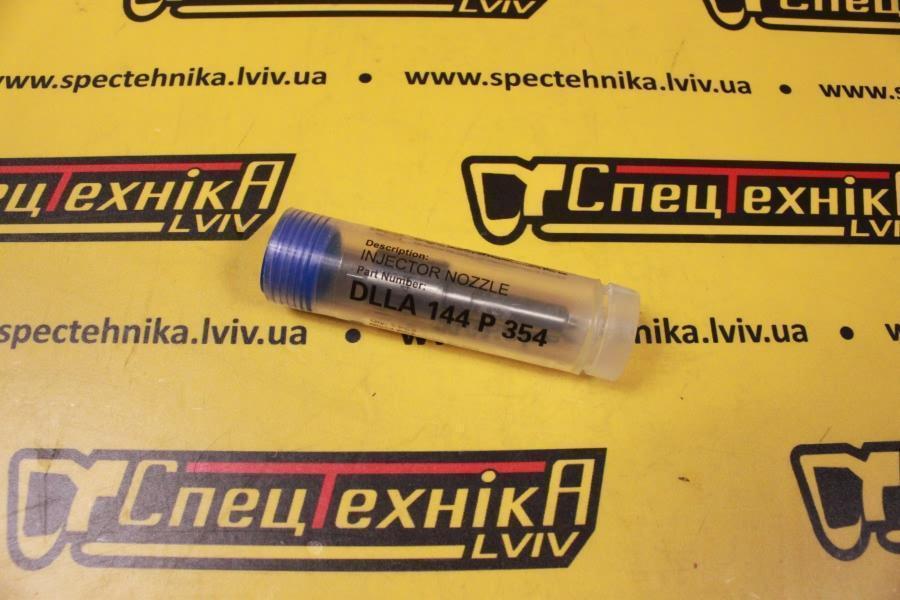 LVIV
www.spectehnika.lviv.ua • www.spectehnika.lviv.ua • www.
СпецТехнікА
LVIV
СпецТехнікА
LVIV
Description:
INJECTOR NOZZLE
Part Number:
DLLA 144 P 354
spectehnika.lviv.ua •
lviv.ua •
СпецТехнікА
LVIV